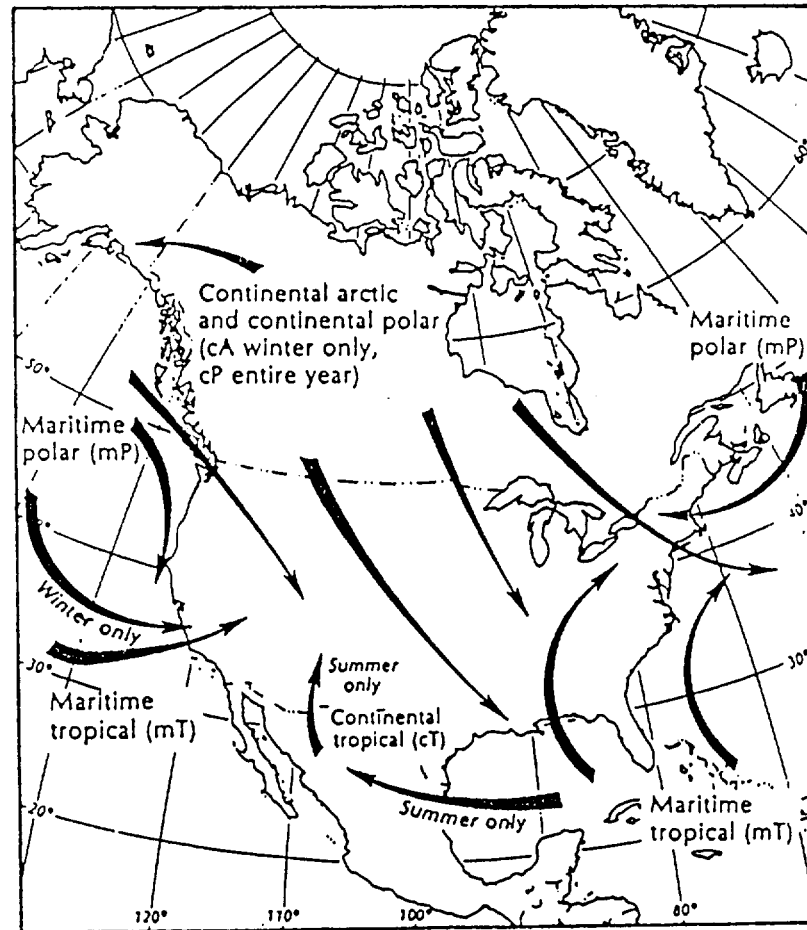 60°
Continental arctic
and continental polar
(cA winter only,
cP entire year)
Maritime
polar (mP)
50°
Maritime
polar (mP)
40°
Winter only
30°
Maritime
tropical (mT)
Summer
only
Continental
tropical (cT)
30°
Summer only
Maritime
tropical (mT)
20°
120°
110°
100°
80°